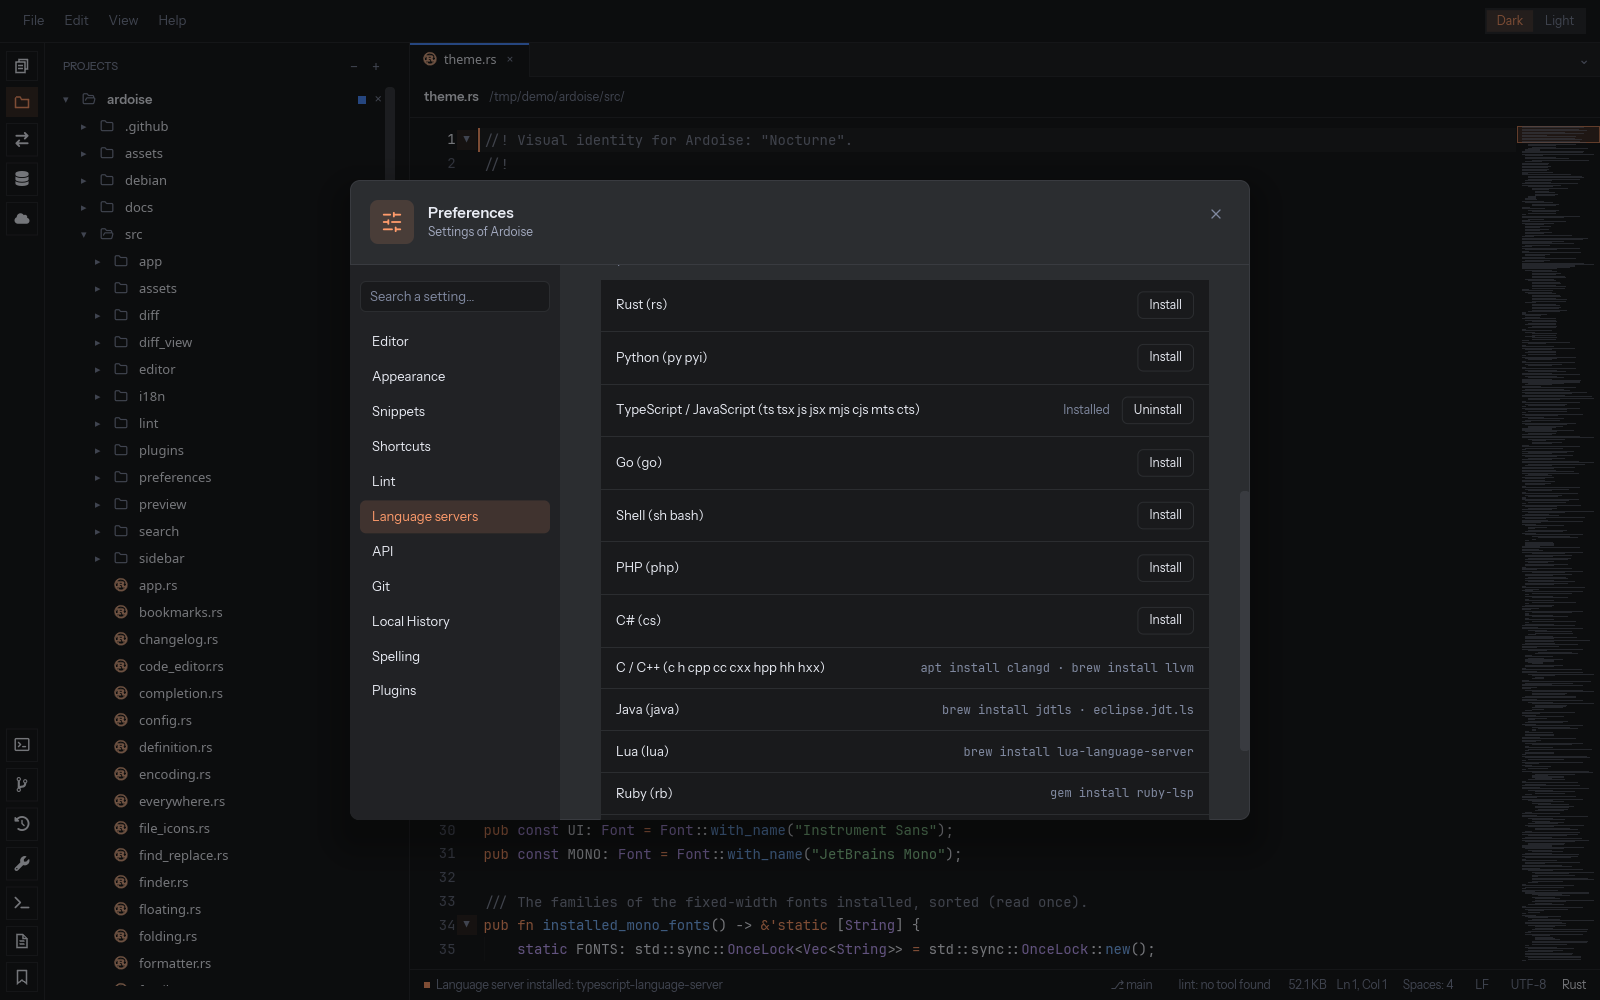 File Edit View Help
Dark Light
PROJECTS
ardoise
.github
assets
debian
docs
src
app
assets
diff
diff_view
editor
i18n
lint
plugins
preferences
preview
search
sidebar
app.rs
bookmarks.rs
changelog.rs
code_editor.rs
completion.rs
config.rs
definition.rs
encoding.rs
everywhere.rs
file_icons.rs
find_replace.rs
finder.rs
floating.rs
folding.rs
formatter.rs
theme.rs ×
theme.rs /tmp/demo/ardoise/src/
1 //! Visual identity for Ardoise: "Nocturne".
2 //!
Preferences
Settings of Ardoise
Search a setting...
Editor
Appearance
Snippets
Shortcuts
Lint
Language servers
API
Git
Local History
Spelling
Plugins
Rust (rs) Install
Python (py pyi) Install
TypeScript / JavaScript (ts tsx js jsx mjs cjs mts cts) Installed Uninstall
Go (go) Install
Shell (sh bash) Install
PHP (php) Install
C# (cs) Install
C / C++ (c h cpp cc cxx hpp hh hxx) apt install clangd · brew install llvm
Java (java) brew install jdtls · eclipse.jdt.ls
Lua (lua) brew install lua-language-server
Ruby (rb) gem install ruby-lsp
30 pub const UI: Font = Font::with_name("Instrument Sans");
31 pub const MONO: Font = Font::with_name("JetBrains Mono");
32
33 /// The families of the fixed-width fonts installed, sorted (read once).
34 pub fn installed_mono_fonts() -> &'static [String] {
35 static FONTS: std::sync::OnceLock<Vec<String>> = std::sync::OnceLock::new();
Language server installed: typescript-language-server
main lint: no tool found 52.1 KB Ln 1, Col 1 Spaces: 4 LF UTF-8 Rust